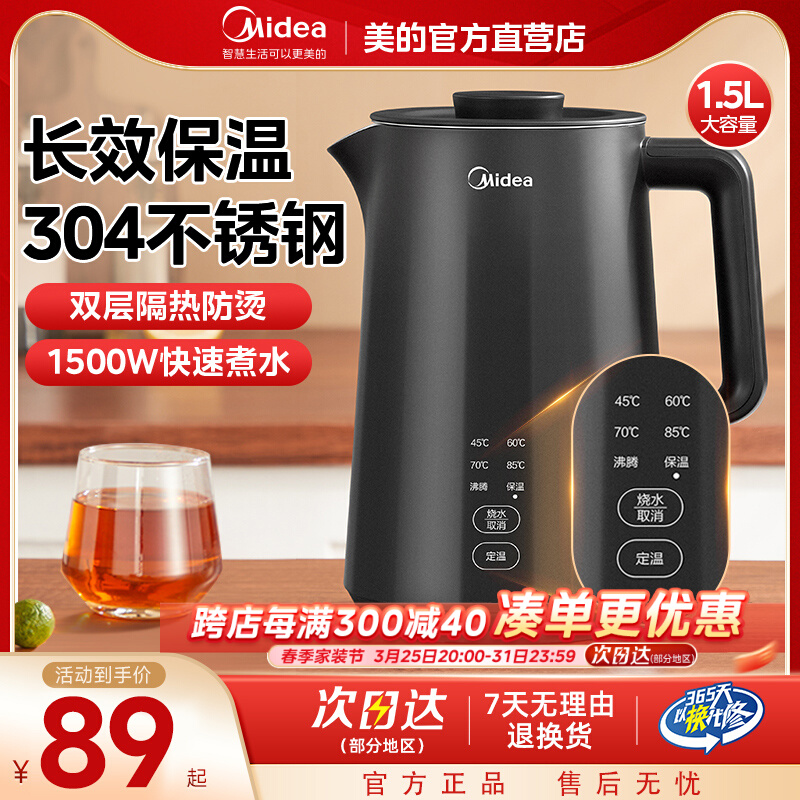 Midea
智慧生活可以更美的
美的官方直营店
1.5L
大容量
长效保温
304不锈钢
双层隔热防烫
1500W快速煮水
Midea
45℃ 60℃
70℃ 85℃
沸腾 保温
烧水
取消
定温
45℃ 60℃
70℃ 85℃
沸腾 保温
烧水
取消
定温
跨店每满300减40 凑单更优惠
春季家装节 3月25日20:00-31日23:59 次日达(部分地区)
活动到手价
¥89起
次日达
(部分地区)
7天无理由
退换货
365天
以换代修
官方正品 售后无忧